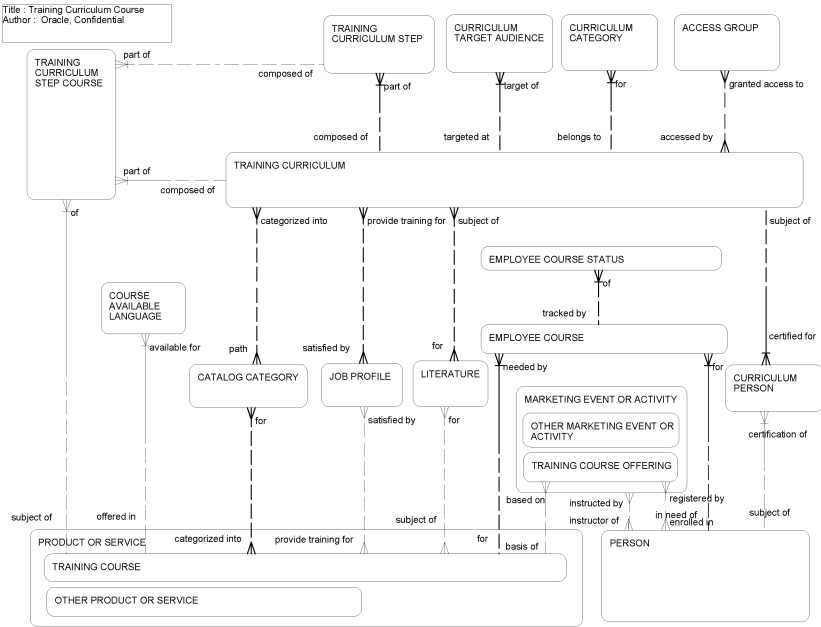 Title : Training Curriculum Course
Author : Oracle, Confidential
TRAINING
CURRICULUM
STEP COURSE
part of
composed of
TRAINING
CURRICULUM STEP
CURRICULUM
TARGET AUDIENCE
CURRICULUM
CATEGORY
ACCESS GROUP
part of
target of
for
granted access to
composed of
targeted at
belongs to
accessed by
part of
composed of
TRAINING CURRICULUM
of
categorized into
provide training for
subject of
subject of
EMPLOYEE COURSE STATUS
of
tracked by
COURSE
AVAILABLE
LANGUAGE
available for
EMPLOYEE COURSE
path
satisfied by
for
certified for
needed by
for
CATALOG CATEGORY
JOB PROFILE
LITERATURE
CURRICULUM
PERSON
MARKETING EVENT OR ACTIVITY
OTHER MARKETING EVENT OR
ACTIVITY
TRAINING COURSE OFFERING
for
satisfied by
for
certification of
based on
instructed by
registered by
subject of
offered in
subject of
instructor of
in need of
enrolled in
subject of
PRODUCT OR SERVICE
categorized into
provide training for
for
basis of
PERSON
TRAINING COURSE
OTHER PRODUCT OR SERVICE